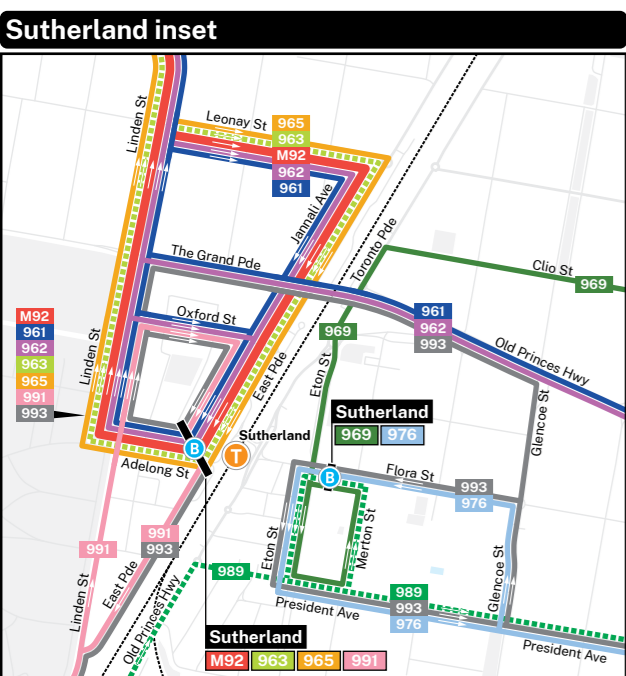 Sutherland inset
Linden St
Leonay St
965
963
M92
962
961
Jannali Ave
Toronto Pde
The Grand Pde
Clio St
969
Oxford St
961
962
993
Old Princes Hwy
M92
961
962
963
965
991
993
Linden St
969
East Pde
Eton St
Glencoe St
Sutherland
969
976
B
T
Sutherland
Adelong St
B
Flora St
993
976
991
993
991
Eton St
Merton St
Glencoe St
989
Linden St
East Pde
Old Princes Hwy
President Ave
989
993
976
President Ave
Sutherland
M92
963
965
991